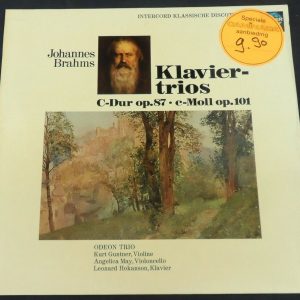 INTERCORD KLASSISCHE DISCOT
Speciale
aanbieding
9.90
Johannes
Brahms
Klavier-
trios
C-Dur op. 87 · c-Moll op. 101
ODEON TRIO
Kurt Guntner, Violine
Angelica May, Violoncello
Leonard Hokanson, Klavier